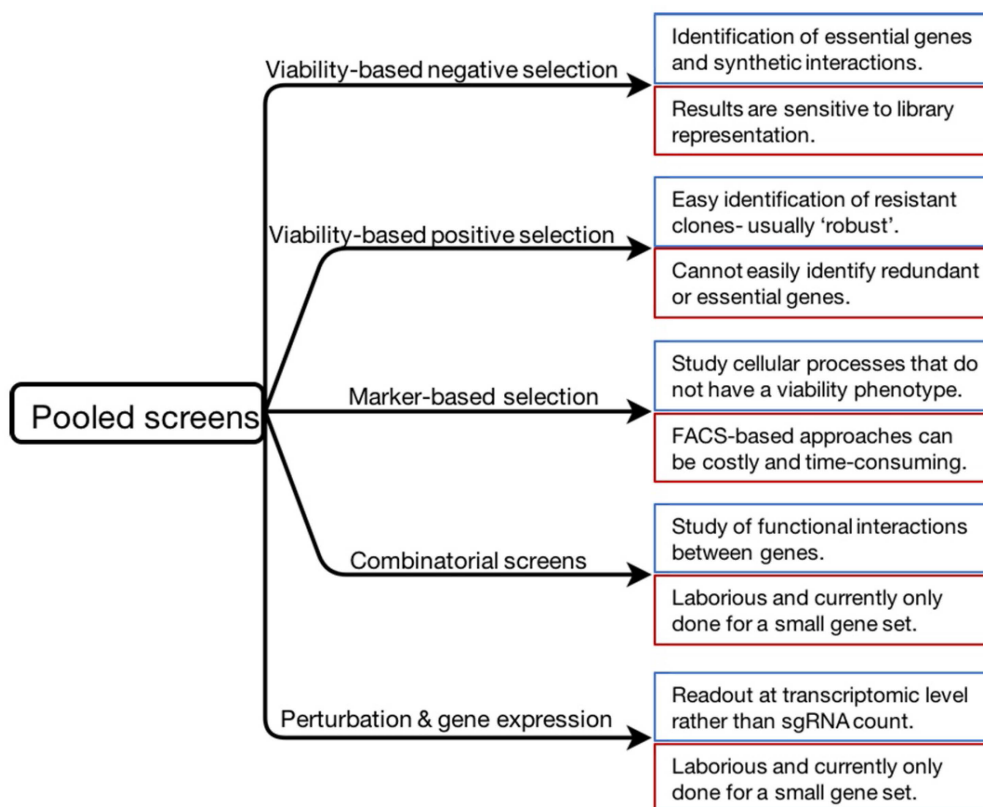 Pooled screens
Viability-based negative selection
Identification of essential genes
and synthetic interactions.
Results are sensitive to library
representation.
Viability-based positive selection
Easy identification of resistant
clones- usually ‘robust’.
Cannot easily identify redundant
or essential genes.
Marker-based selection
Study cellular processes that do
not have a viability phenotype.
FACS-based approaches can
be costly and time-consuming.
Combinatorial screens
Study of functional interactions
between genes.
Laborious and currently only
done for a small gene set.
Perturbation & gene expression
Readout at transcriptomic level
rather than sgRNA count.
Laborious and currently only
done for a small gene set.